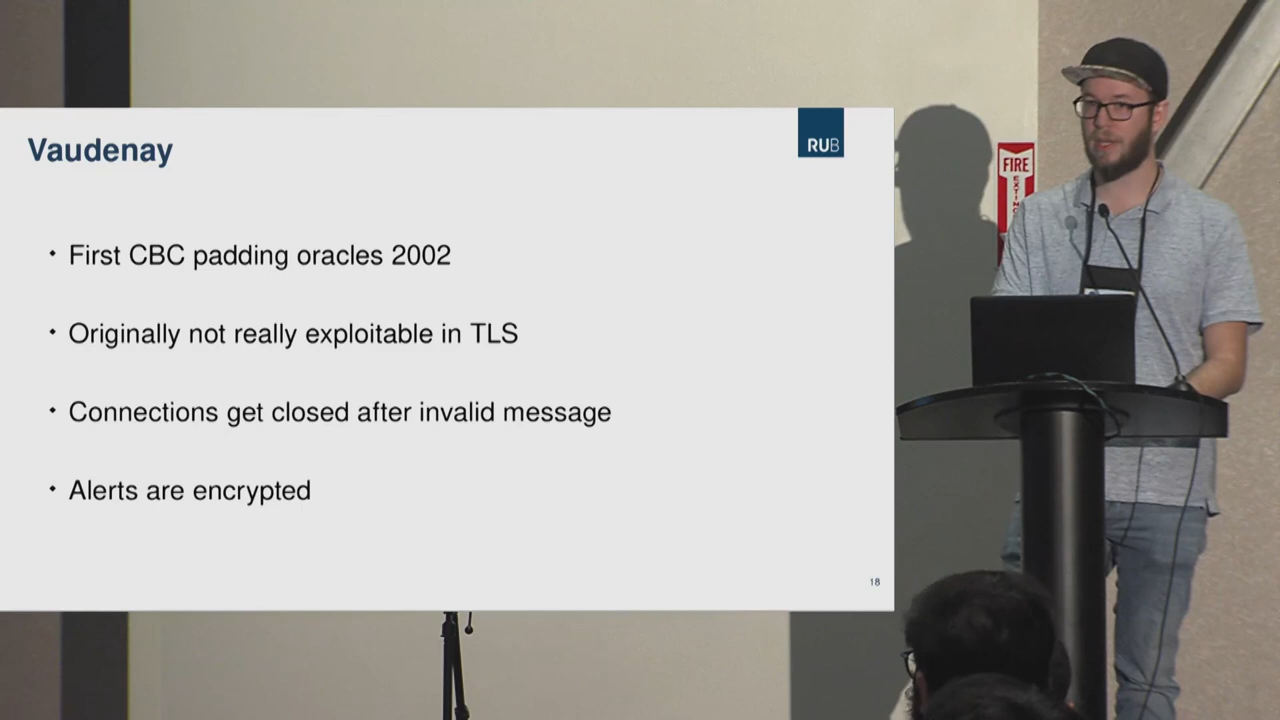 Vaudenay
RUB
• First CBC padding oracles 2002
• Originally not really exploitable in TLS
• Connections get closed after invalid message
• Alerts are encrypted
18
FIRE